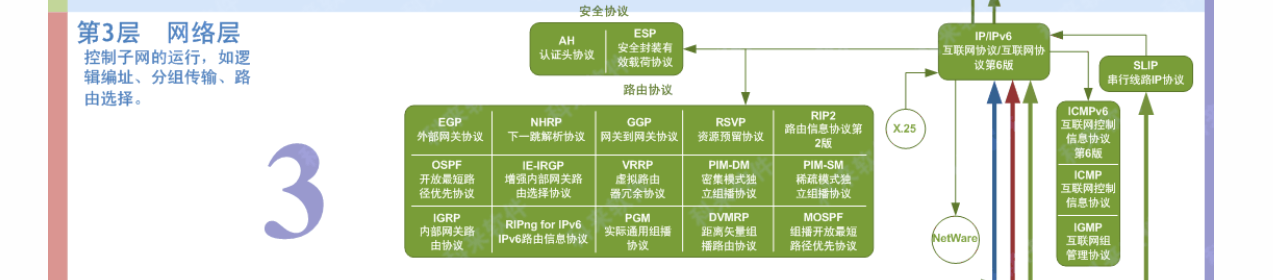 第3层 网络层
控制子网的运行，如逻
辑编址、分组传输、路
由选择。
3
安全协议
AH
认证头协议
ESP
安全封装有
效载荷协议
路由协议
EGP
外部网关协议
NHRP
下一跳解析协议
GGP
网关到网关协议
RSVP
资源预留协议
RIP2
路由信息协议第
2版
OSPF
开放最短路
径优先协议
IE-IRGP
增强内部网关路
由选择协议
VRRP
虚拟路由
器冗余协议
PIM-DM
密集模式独
立组播协议
PIM-SM
稀疏模式独
立组播协议
IGRP
内部网关路
由协议
RIPng for IPv6
IPv6路由信息协议
PGM
实际通用组播
协议
DVMRP
距离矢量组
播路由协议
MOSPF
组播开放最短
路径优先协议
IP/IPv6
互联网协议/互联网协
议第6版
X.25
NetWare
SLIP
串行线路IP协议
ICMPv6
互联网控制
信息协议
第6版
ICMP
互联网控制
信息协议
IGMP
互联网组
管理协议